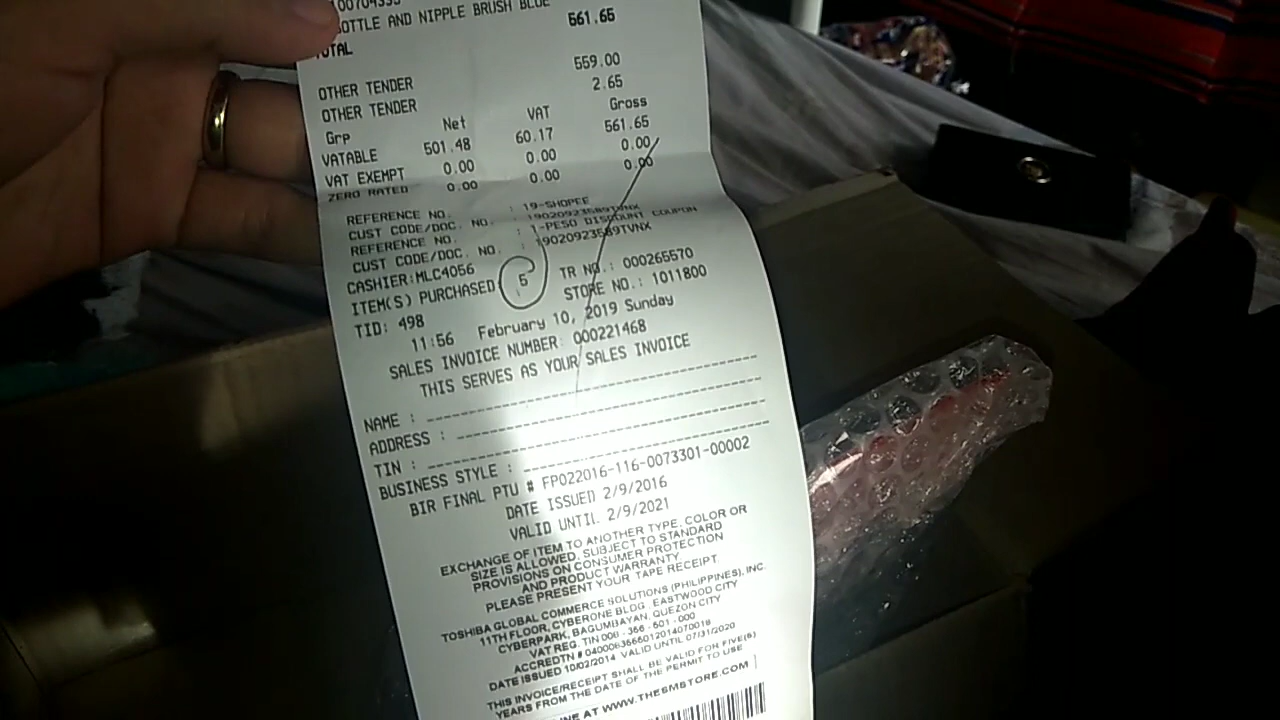 BOTTLE AND NIPPLE BRUSH BLUE
TOTAL 561.65
OTHER TENDER 559.00
OTHER TENDER 2.65
Grp Net VAT Gross
VATABLE 501.48 60.17 561.65
VAT EXEMPT 0.00 0.00 0.00
ZERO RATED 0.00 0.00 0.00
REFERENCE NO. : 19-SHOPEE
CUST CODE/DOC. NO. : 19020923589TVNX
REFERENCE NO. : 1-PESO DISCOUNT COUPON
CUST CODE/DOC. NO. : 19020923589TVNX
CASHIER:MLC4056
ITEM(S) PURCHASED: 5 TR NO.: 000265570
TID: 498 STORE NO.: 1011800
11:56 February 10, 2019 Sunday
SALES INVOICE NUMBER: 000221468
THIS SERVES AS YOUR SALES INVOICE
NAME :
ADDRESS :
TIN :
BUSINESS STYLE :
BIR FINAL PTU # FP022016-116-0073301-00002
DATE ISSUED 2/9/2016
VALID UNTIL 2/9/2021
EXCHANGE OF ITEM TO ANOTHER TYPE, COLOR OR
SIZE IS ALLOWED. SUBJECT TO STANDARD
PROVISIONS ON CONSUMER PROTECTION
AND PRODUCT WARRANTY.
PLEASE PRESENT YOUR TAPE RECEIPT.
TOSHIBA GLOBAL COMMERCE SOLUTIONS (PHILIPPINES), INC.
11TH FLOOR, CYBERONE BLDG. EASTWOOD CITY
CYBERPARK, BAGUMBAYAN, QUEZON CITY
VAT REG. TIN 008 - 366 - 601 - 000
ACCREDTN # 0400083666012014070018
DATE ISSUED 10/02/2014 VALID UNTIL 07/31/2020
THIS INVOICE/RECEIPT SHALL BE VALID FOR FIVE(5)
YEARS FROM THE DATE OF THE PERMIT TO USE
AT WWW.THESMSTORE.COM